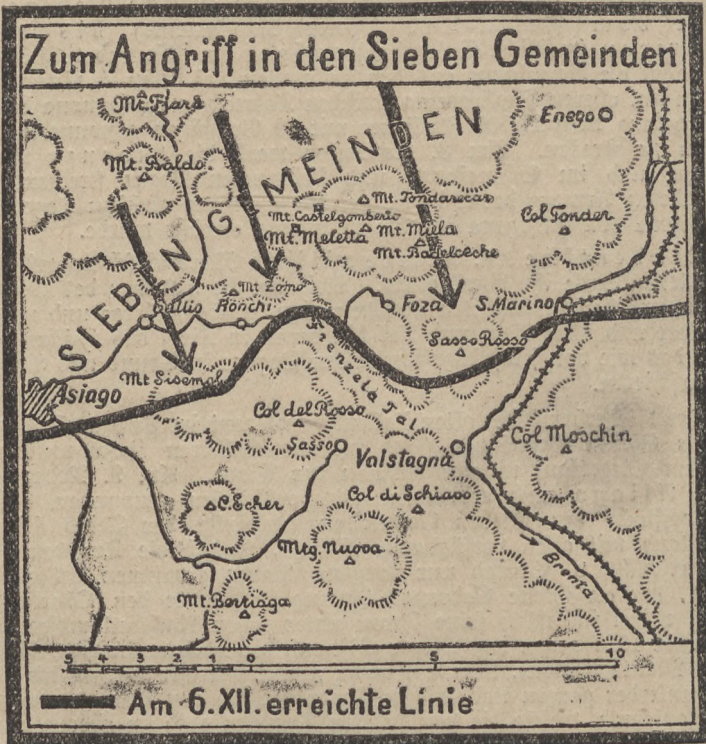 Zum Angriff in den Sieben Gemeinden
Mt. Fiara
Enego
Mt. Baldo.
SIEBEN GEMEINDEN
Mt. Tondarecar
Mt. Castelgomberto
Col Tonder
Mt. Meletta
Mt. Miela
Mt. Badelceche
Mt Zomo
Gallio
Ronchi
Foza
S. Marino
Sasso Rosso
Frenzela Tal
Mt Sisemol
Asiago
Col del Rosso
Sasso
Valstagna
Col Moschin
C. Echer
Col di Schiavo
Mtg. Nuova
Brenta
Mt. Bertiaga
5 4 3 2 1 0 5 10
Am 6. XII. erreichte Linie